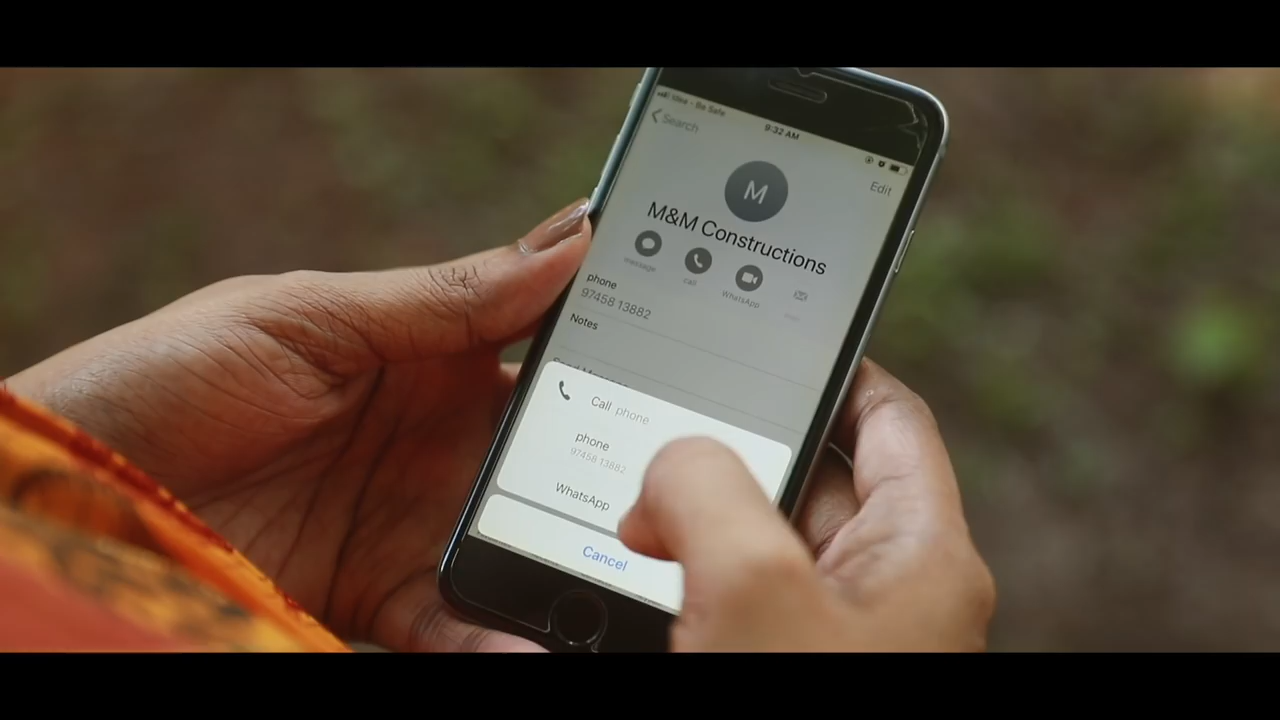 Idea - Be Safe
9:32 AM
Search
Edit
M
M&M Constructions
message
call
WhatsApp
phone
97458 13882
Notes
Call phone
phone
97458 13882
WhatsApp
Cancel